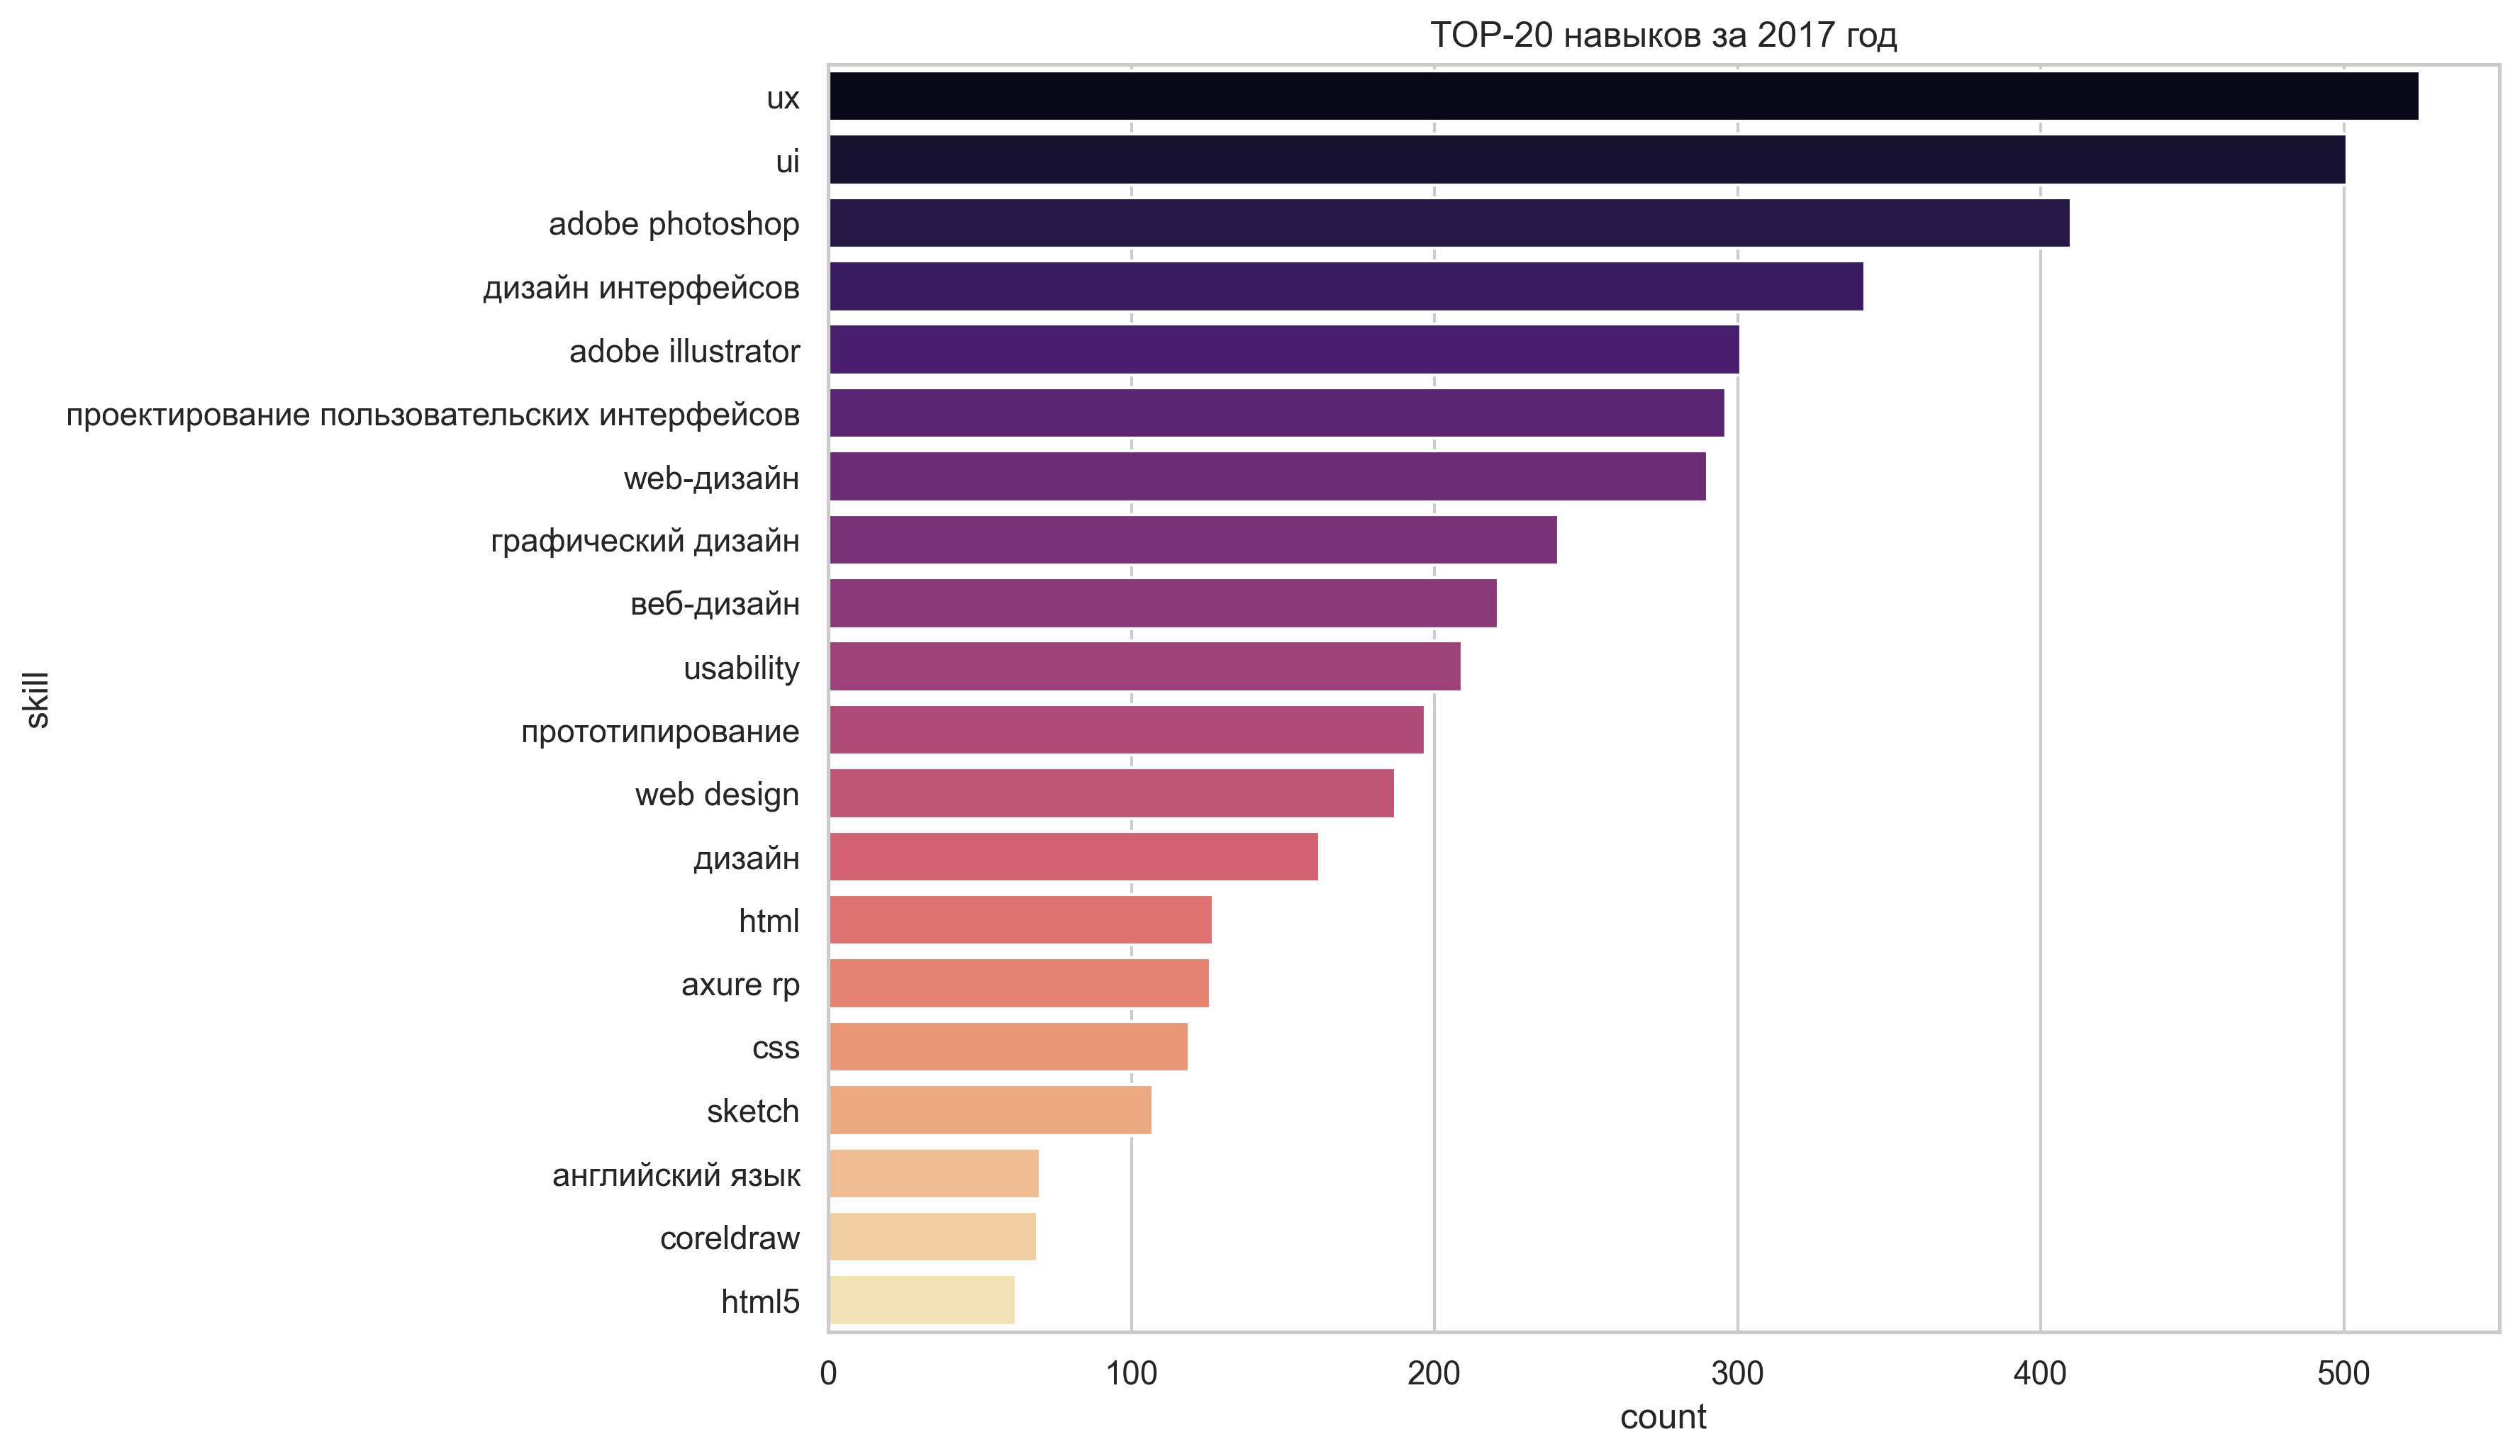 TOP-20 навыков за 2017 год
ux
ui
adobe photoshop
дизайн интерфейсов
adobe illustrator
проектирование пользовательских интерфейсов
web-дизайн
графический дизайн
веб-дизайн
usability
прототипирование
web design
дизайн
html
axure rp
css
sketch
английский язык
coreldraw
html5
skill
0 100 200 300 400 500
count